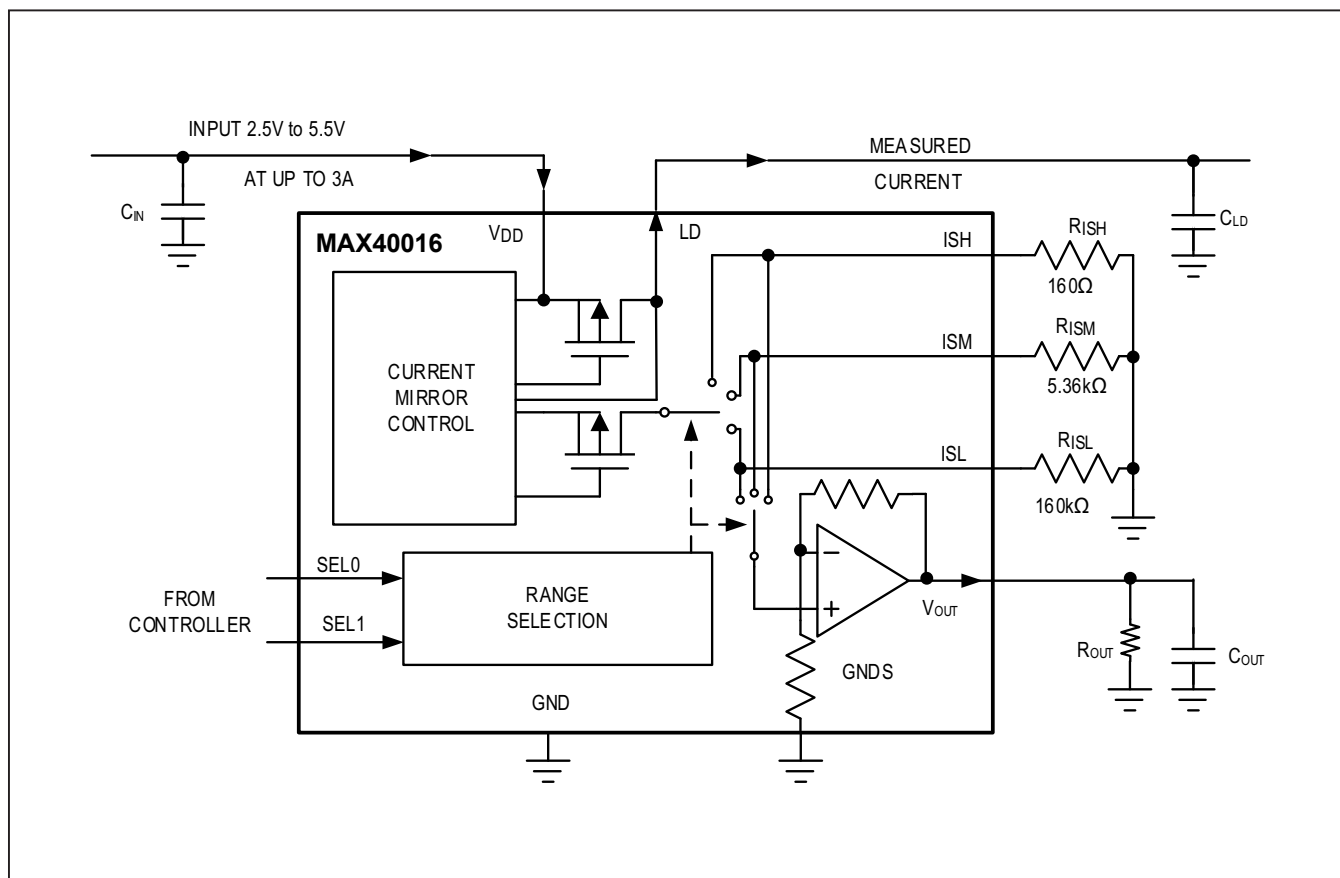 INPUT 2.5V to 5.5V
AT UP TO 3A
MEASURED
CURRENT
CIN
CLD
MAX40016
VDD
LD
ISH
RISH
160Ω
ISM
RISM
5.36kΩ
CURRENT
MIRROR
CONTROL
ISL
RISL
160kΩ
SEL0
FROM
CONTROLLER
SEL1
RANGE
SELECTION
−
+
VOUT
ROUT
COUT
GNDS
GND